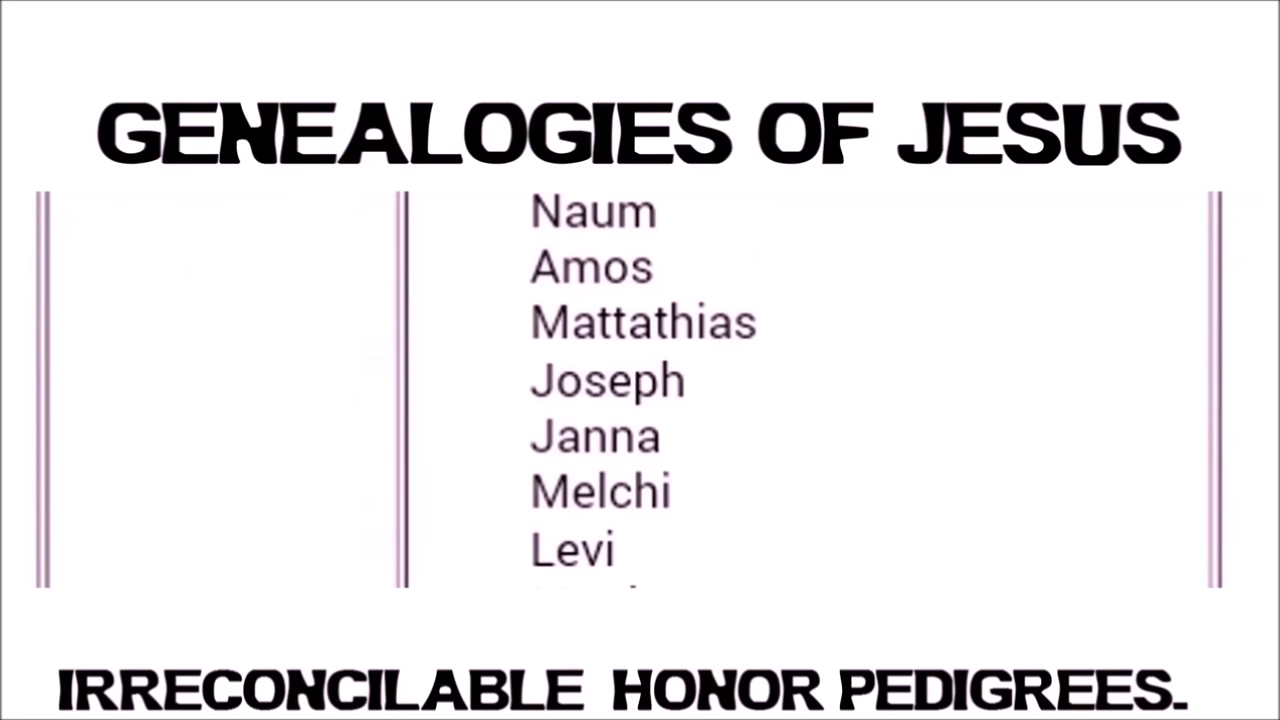 GENEALOGIES OF JESUS
Naum
Amos
Mattathias
Joseph
Janna
Melchi
Levi
IRRECONCILABLE HONOR PEDIGREES.